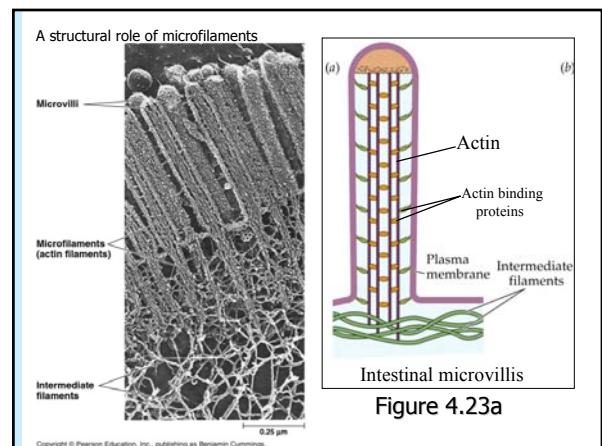 A structural role of microfilaments
Microvilli
Microfilaments
(actin filaments)
Intermediate
filaments
0.25 µm
Copyright © Pearson Education, Inc., publishing as Benjamin Cummings.
(a)
(b)
Actin
Actin binding
proteins
Plasma
membrane
Intermediate
filaments
Intestinal microvillis
Figure 4.23a